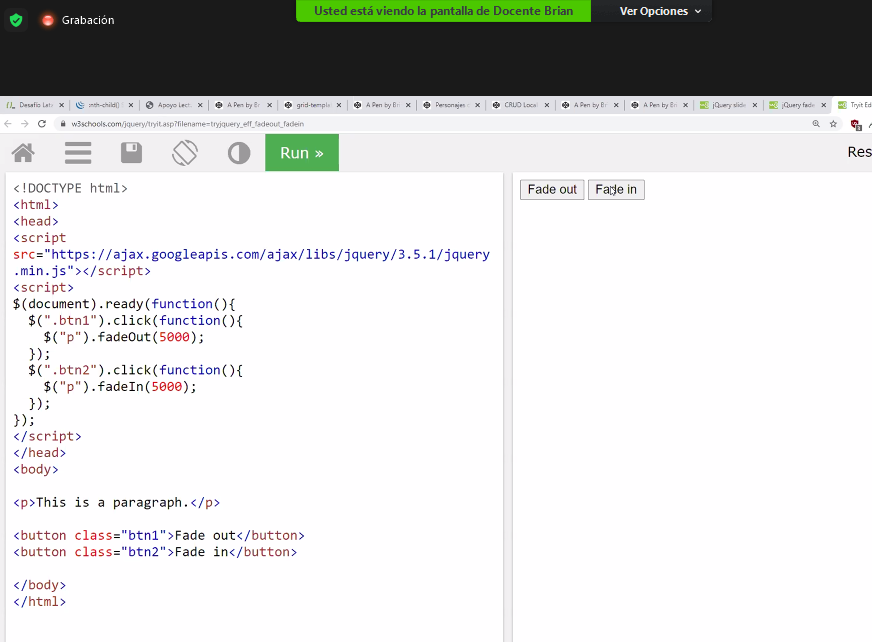 Grabación
Usted está viendo la pantalla de Docente Brian
Ver Opciones
Desafío Lat
:nth-child()
Apoyo Lect
A Pen by Br
grid-templa
A Pen by Bri
Personajes
CRUD Local
A Pen by Br
A Pen by Bri
jQuery slide
jQuery fade
Tryit Ed
w3schools.com/jquery/tryit.asp?filename=tryjquery_eff_fadeout_fadein
Run »
Res
<!DOCTYPE html>
<html>
<head>
<script
src="https://ajax.googleapis.com/ajax/libs/jquery/3.5.1/jquery
.min.js"></script>
<script>
$(document).ready(function(){
  $(".btn1").click(function(){
    $("p").fadeOut(5000);
  });
  $(".btn2").click(function(){
    $("p").fadeIn(5000);
  });
});
</script>
</head>
<body>
<p>This is a paragraph.</p>
<button class="btn1">Fade out</button>
<button class="btn2">Fade in</button>
</body>
</html>
Fade out
Fade in